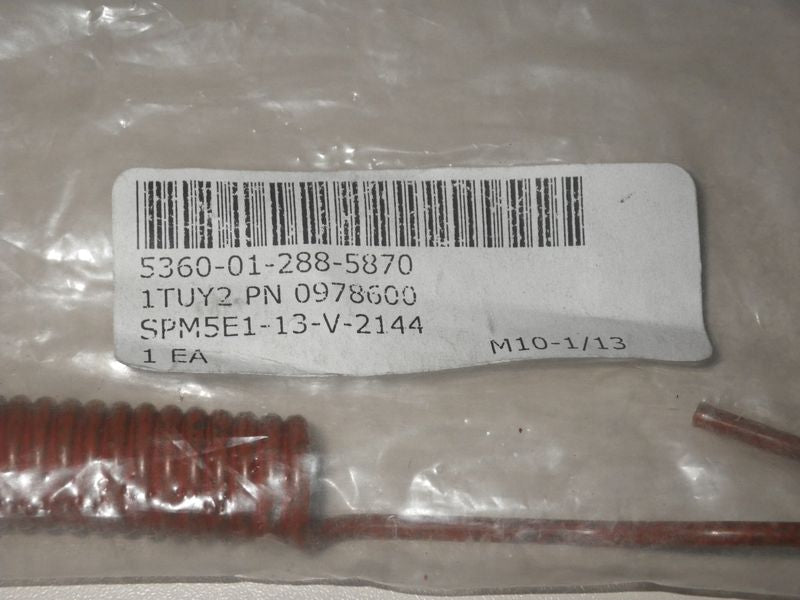 5360-01-288-5870
1TUY2 PN 0978600
SPM5E1-13-V-2144
1 EA M10-1/13